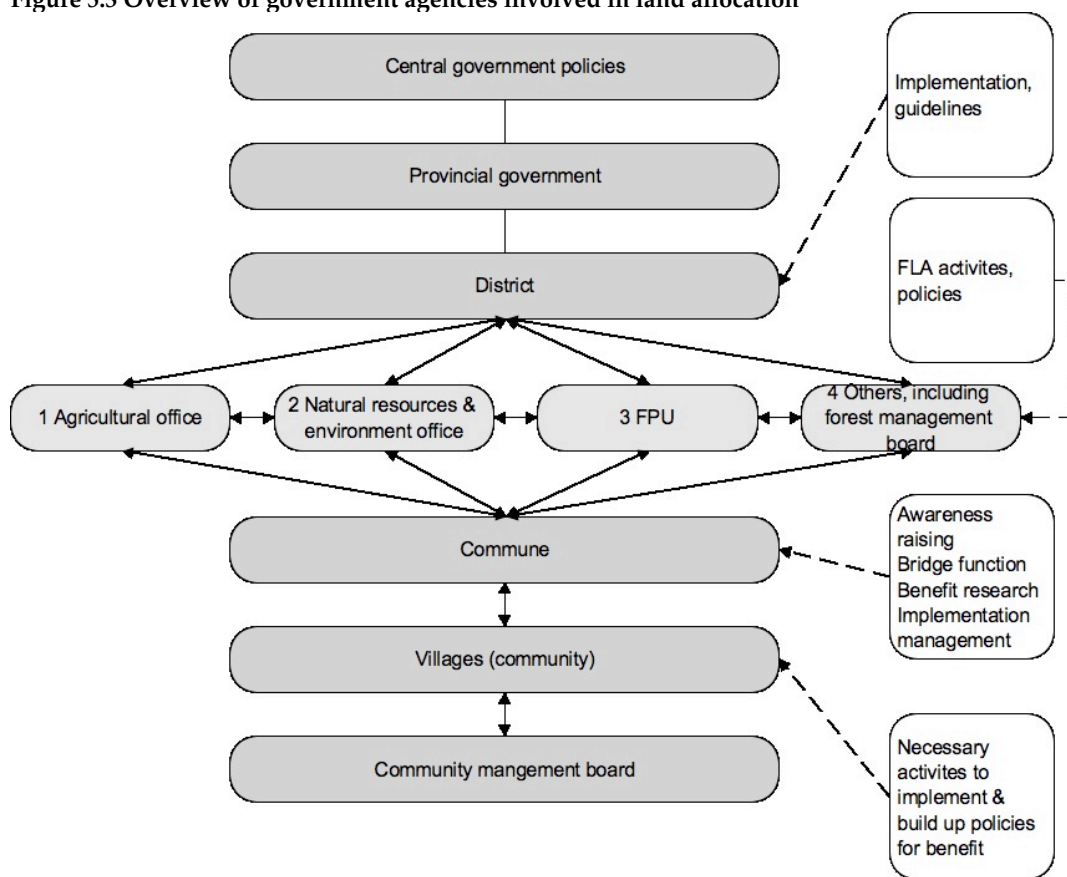 Figure 3.3 Overview of government agencies involved in land allocation
Central government policies
Implementation,
guidelines
Provincial government
District
FLA activites,
policies
1 Agricultural office
2 Natural resources &
environment office
3 FPU
4 Others, including
forest management
board
Commune
Awareness
raising
Bridge function
Benefit research
Implementation
management
Villages (community)
Community mangement board
Necessary
activites to
implement &
build up policies
for benefit